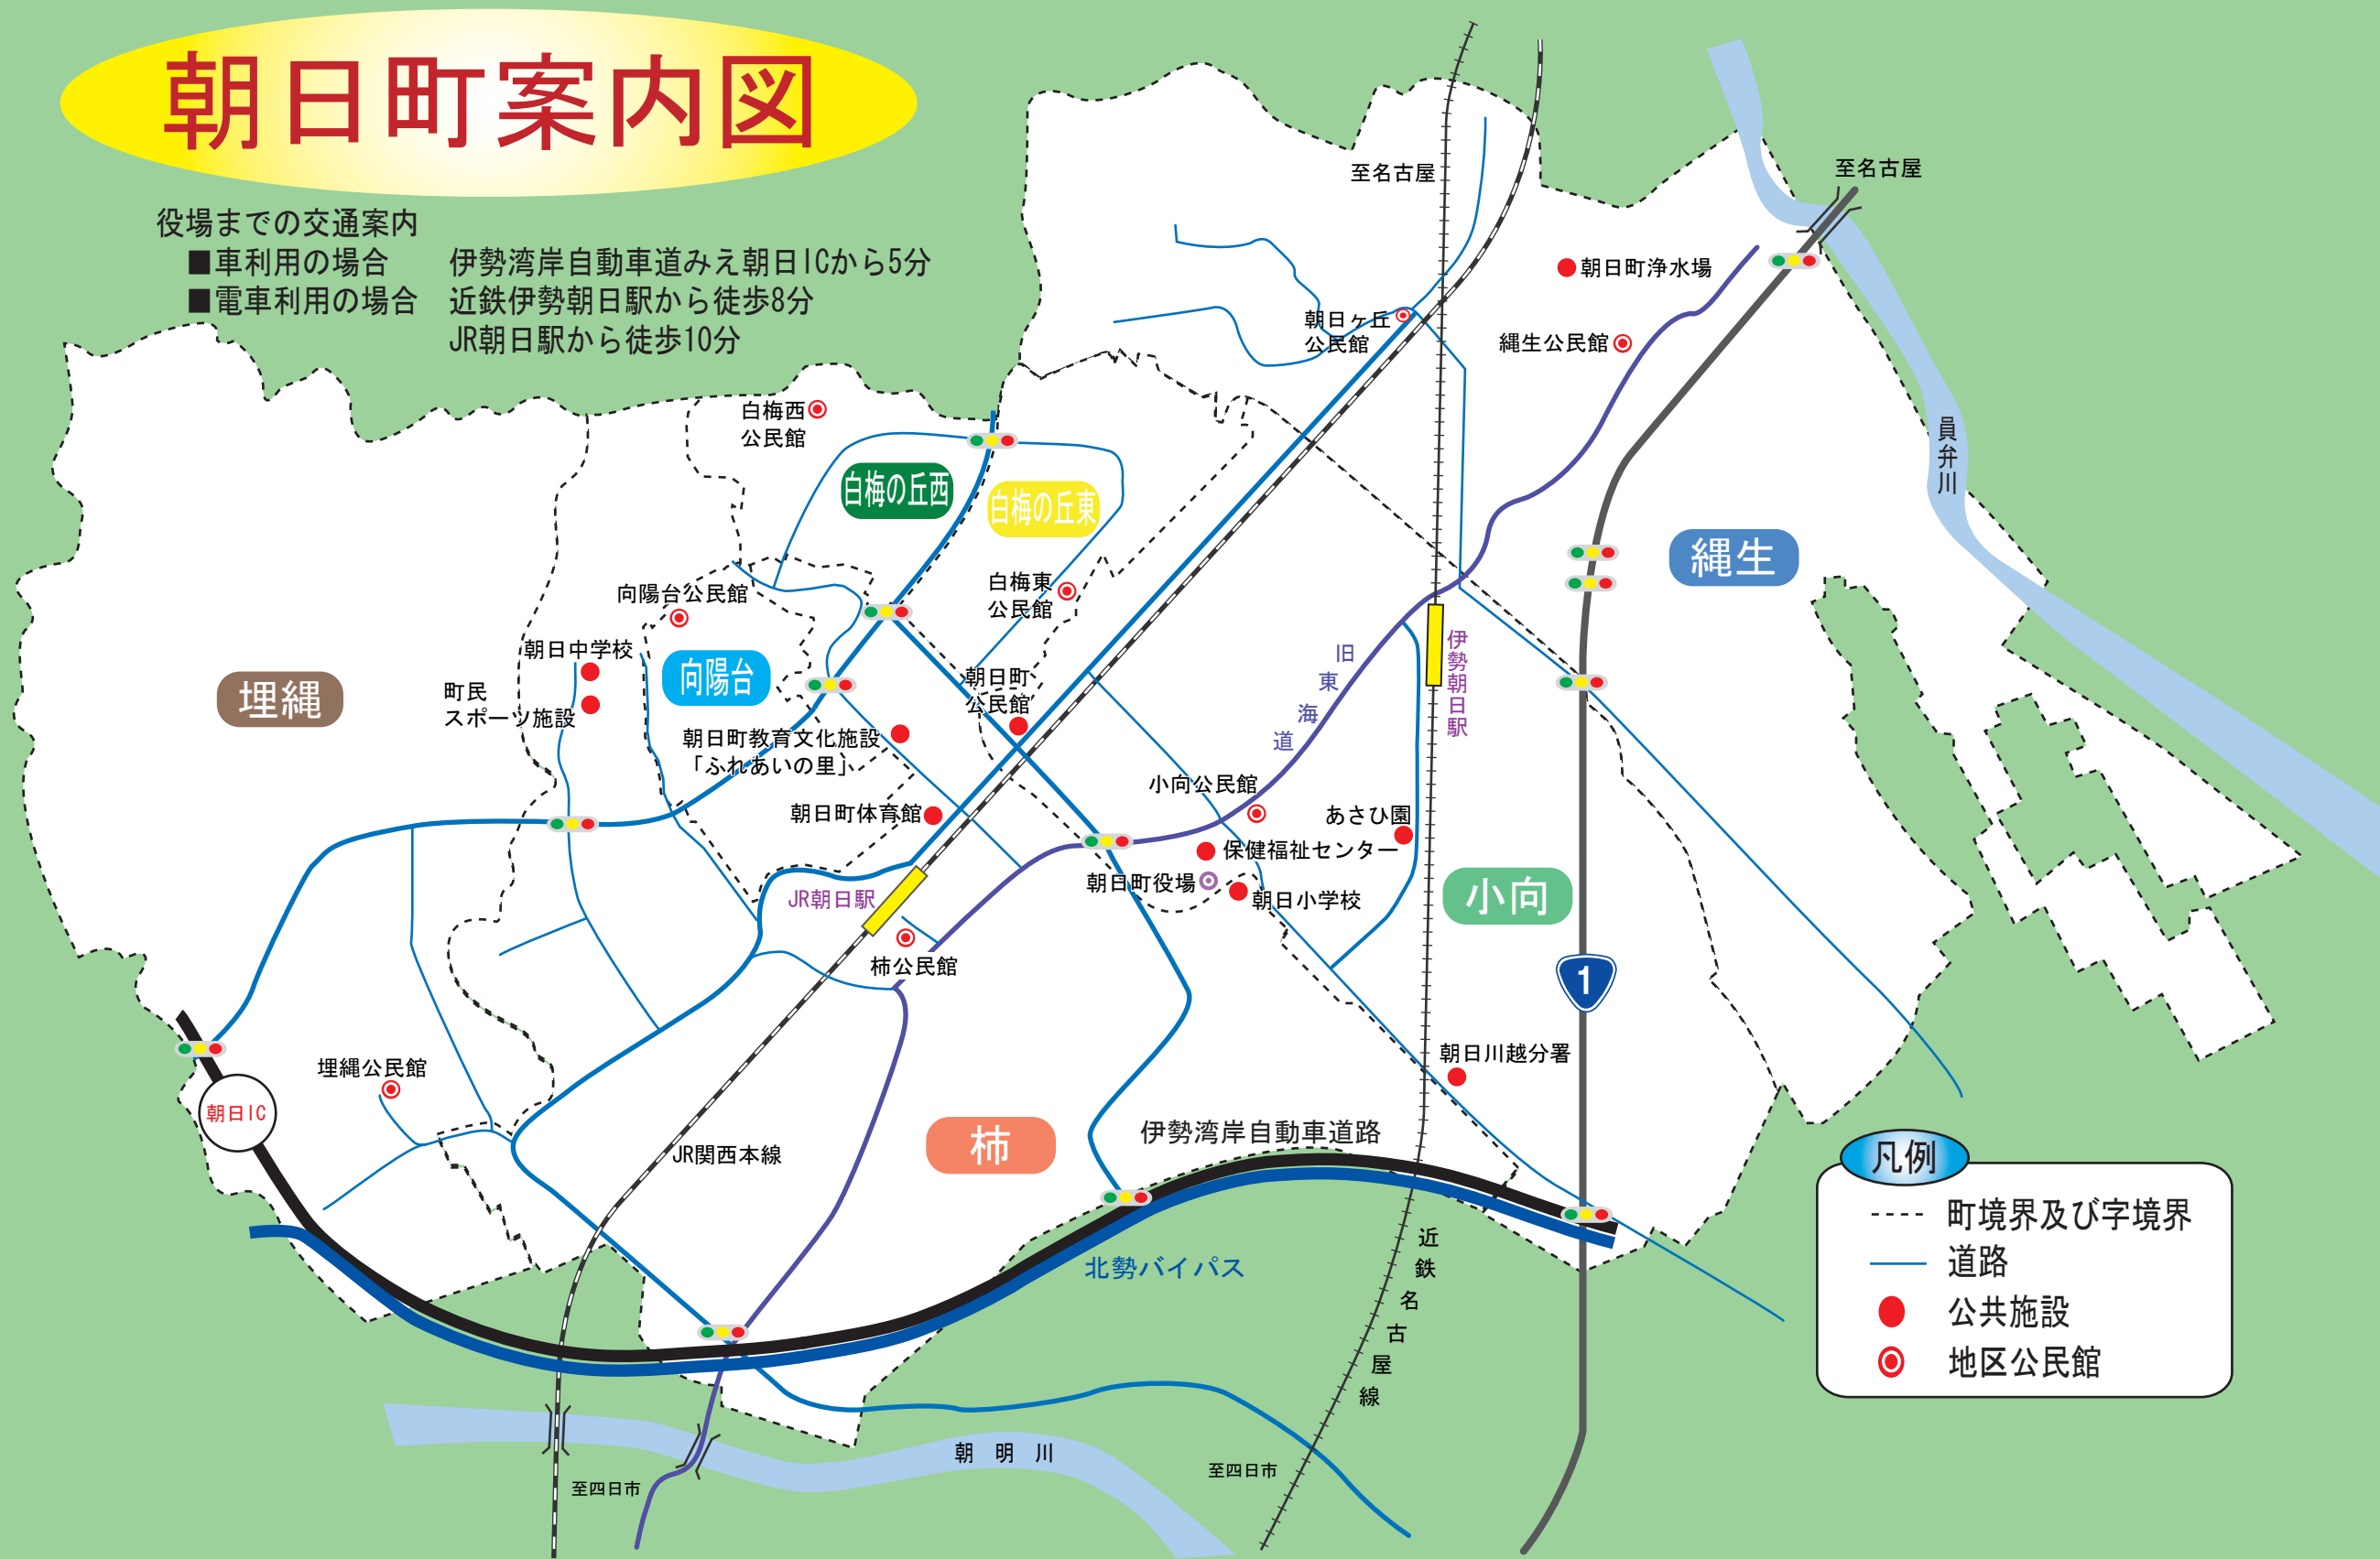 朝日町案内図
役場までの交通案内
■車利用の場合 伊勢湾岸自動車道みえ朝日ICから5分
■電車利用の場合 近鉄伊勢朝日駅から徒歩8分
JR朝日駅から徒歩10分
至名古屋
至名古屋
朝日町浄水場
朝日ヶ丘
公民館
縄生公民館
白梅西
公民館
員弁川
白梅の丘西
白梅の丘東
縄生
白梅東
公民館
向陽台公民館
朝日中学校
伊勢朝日駅
旧東海道
埋縄
町民
スポーツ施設
向陽台
朝日町
公民館
朝日町教育文化施設
「ふれあいの里」
小向公民館
朝日町体育館
あさひ園
保健福祉センター
朝日町役場
朝日小学校
小向
JR朝日駅
柿公民館
1
朝日川越分署
埋縄公民館
朝日IC
JR関西本線
柿
伊勢湾岸自動車道路
北勢バイパス
近鉄名古屋線
朝明川
至四日市
至四日市
凡例
町境界及び字境界
道路
公共施設
地区公民館